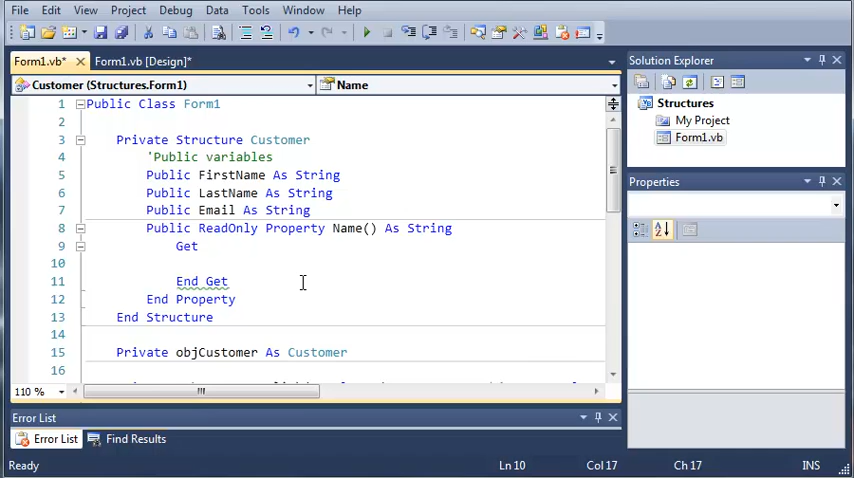 File Edit View Project Debug Data Tools Window Help
Form1.vb* Form1.vb [Design]*
Customer (Structures.Form1) Name
1 Public Class Form1
2
3 Private Structure Customer
4 'Public variables
5 Public FirstName As String
6 Public LastName As String
7 Public Email As String
8 Public ReadOnly Property Name() As String
9 Get
10
11 End Get
12 End Property
13 End Structure
14
15 Private objCustomer As Customer
16
110 %
Solution Explorer
Structures
My Project
Form1.vb
Properties
Error List
Error List Find Results
Ready Ln 10 Col 17 Ch 17 INS